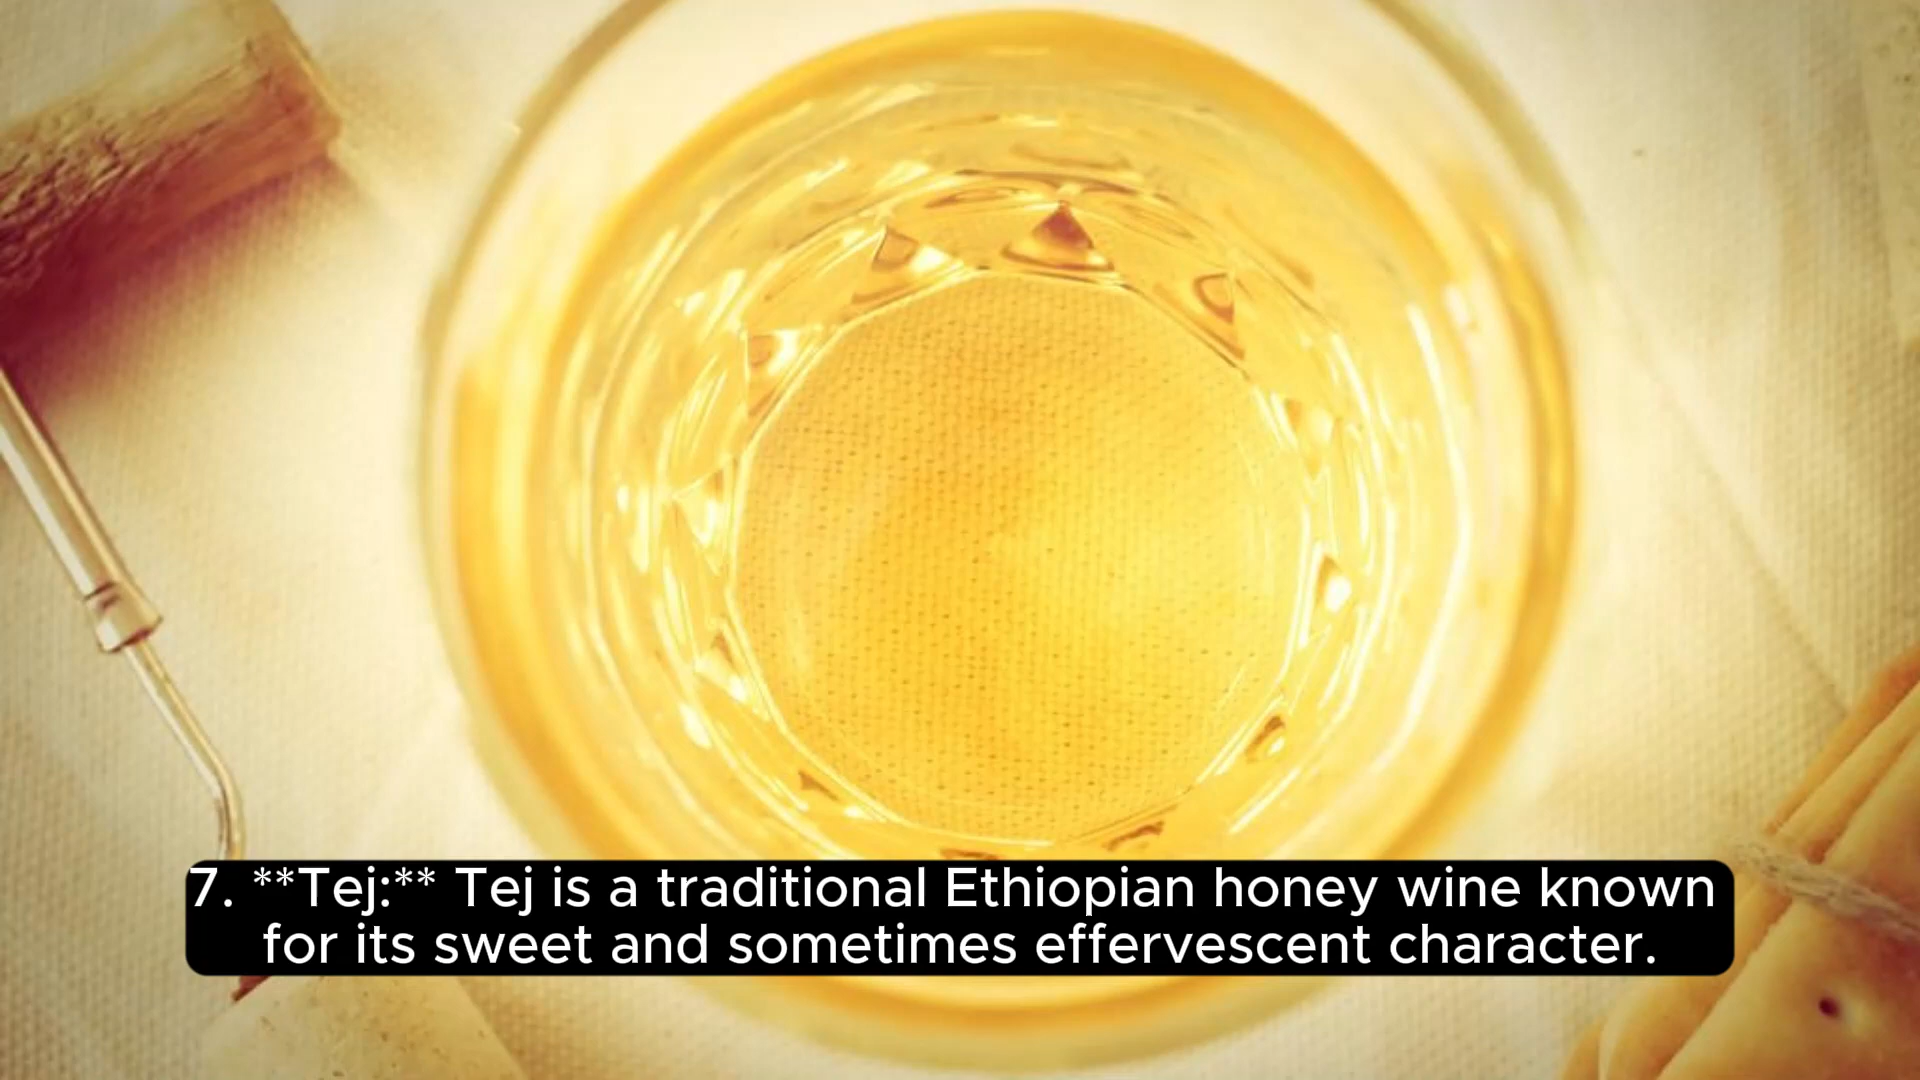 7. **Tej:** Tej is a traditional Ethiopian honey wine known
for its sweet and sometimes effervescent character.